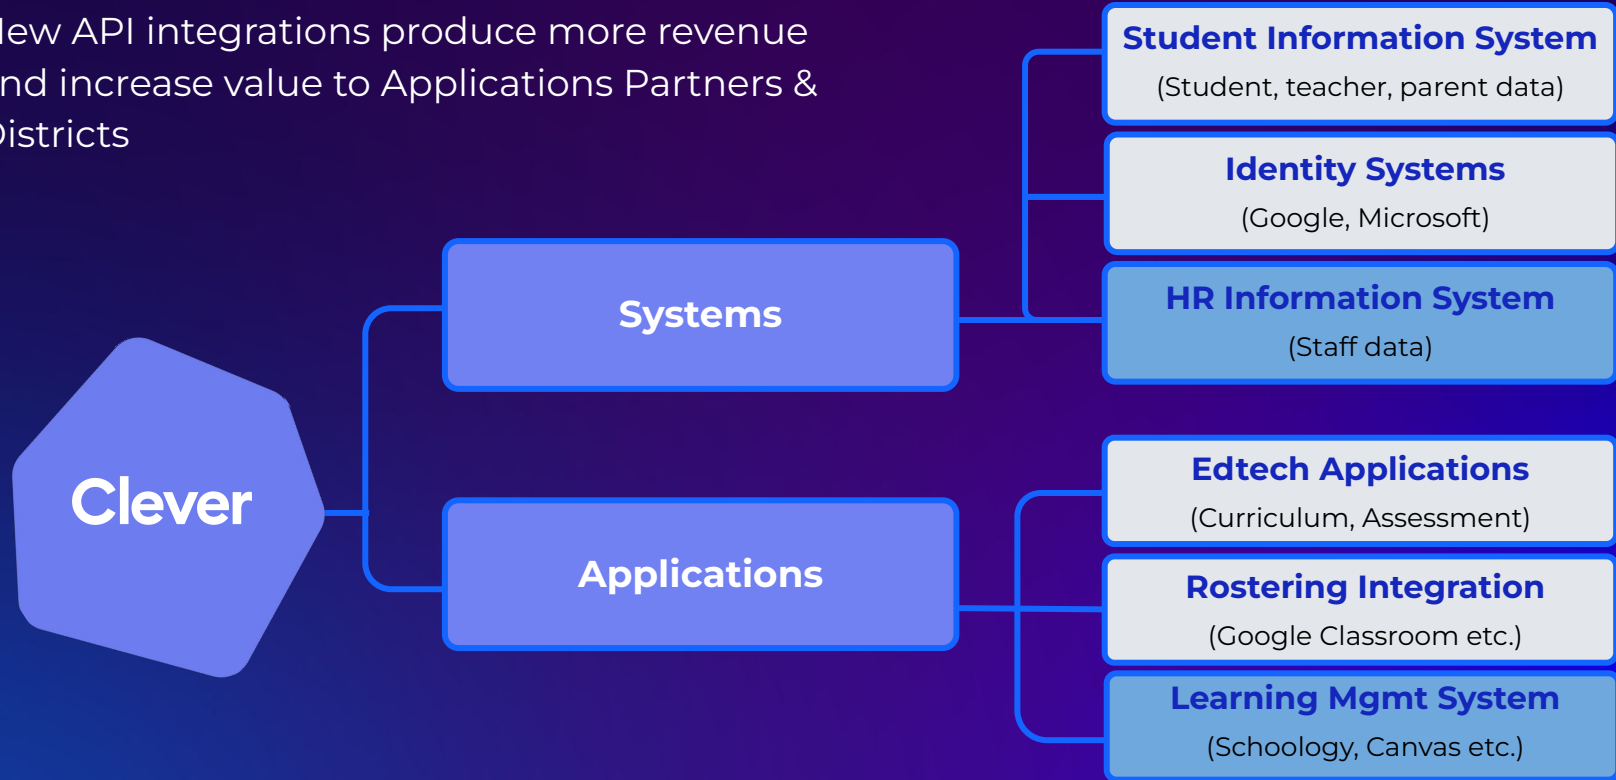 ew API integrations produce more revenue
nd increase value to Applications Partners &
istricts
Student Information System
(Student, teacher, parent data)
Identity Systems
(Google, Microsoft)
HR Information System
(Staff data)
Systems
Clever
Applications
Edtech Applications
(Curriculum, Assessment)
Rostering Integration
(Google Classroom etc.)
Learning Mgmt System
(Schoology, Canvas etc.)